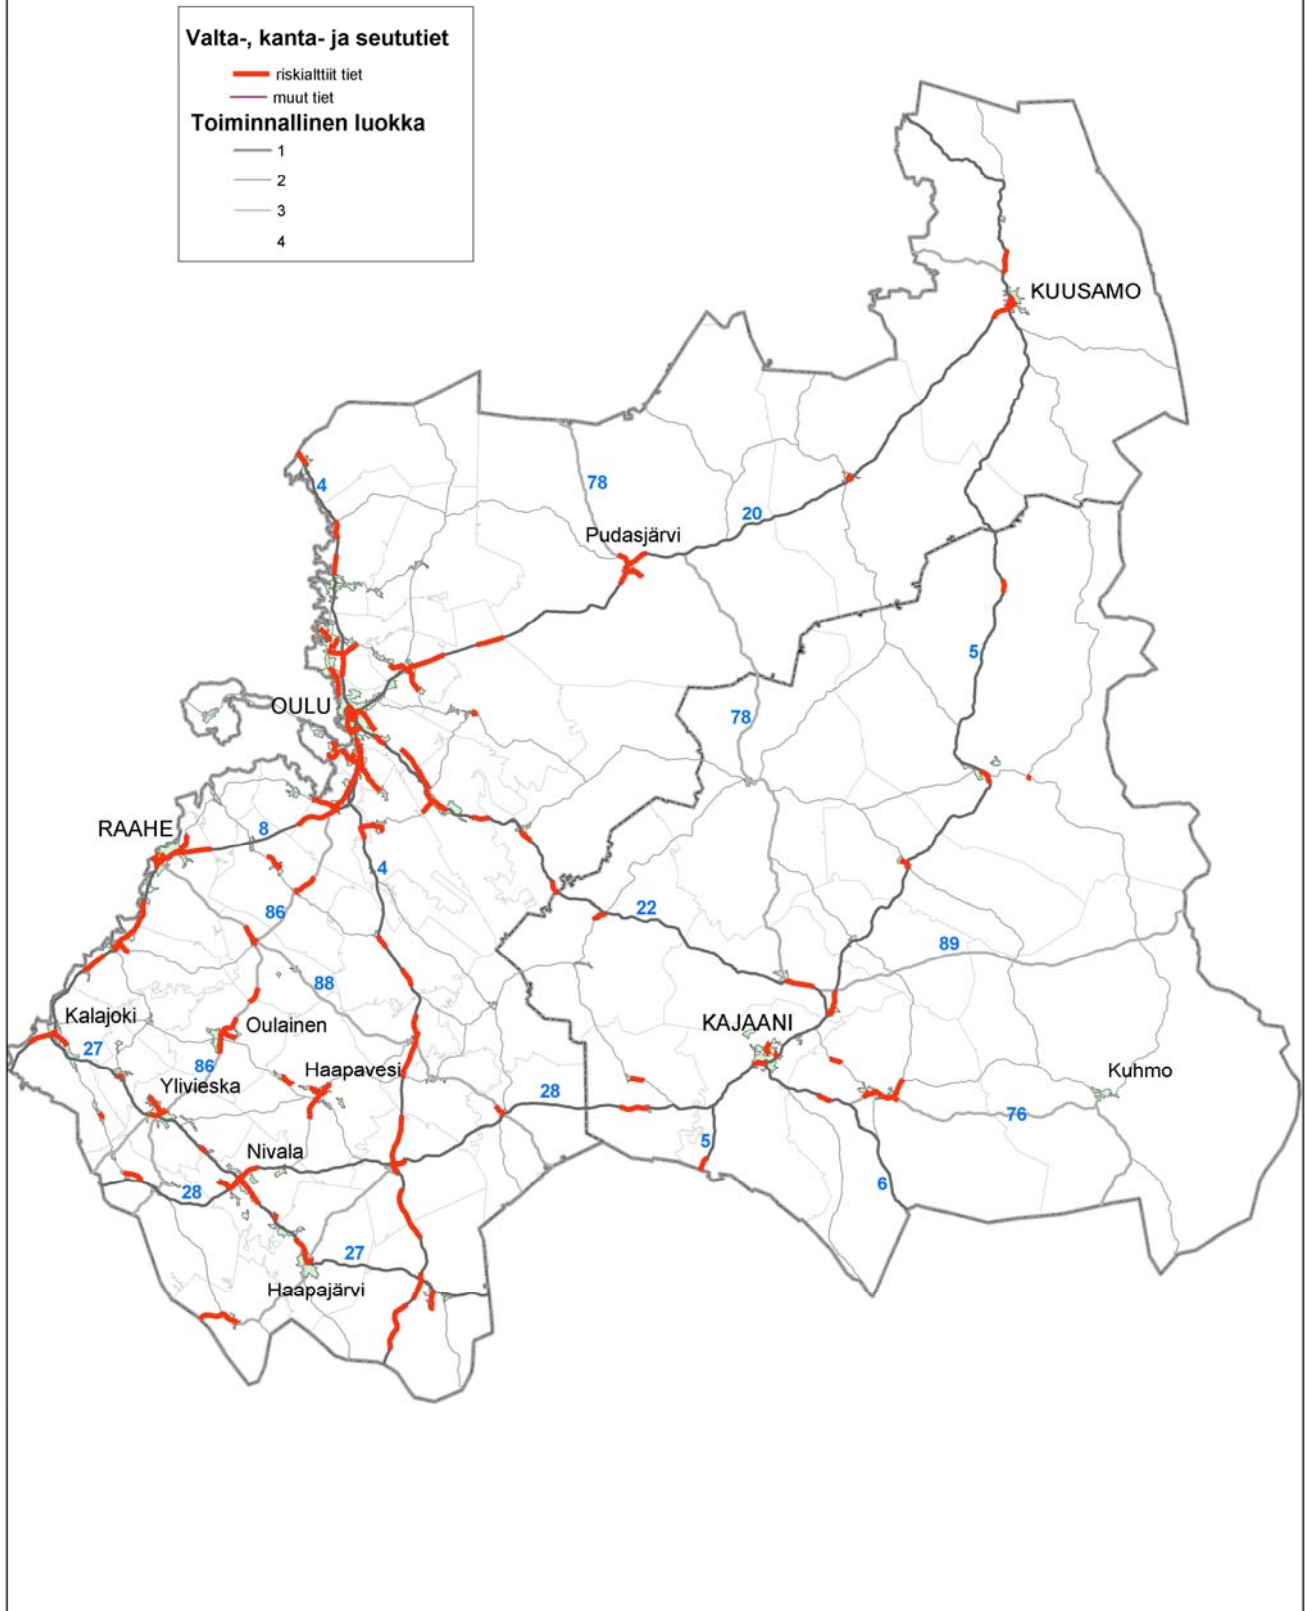 Valta-, kanta- ja seututiet
riskialttiit tiet
muut tiet
Toiminnallinen luokka
1
2
3
4
KUUSAMO
4
78
20
Pudasjärvi
5
OULU
78
RAAHE
8
4
86
22
89
88
Kalajoki
Oulainen
KAJAANI
27
86
Haapavesi
Ylivieska
28
Kuhmo
76
5
Nivala
28
6
27
Haapajärvi